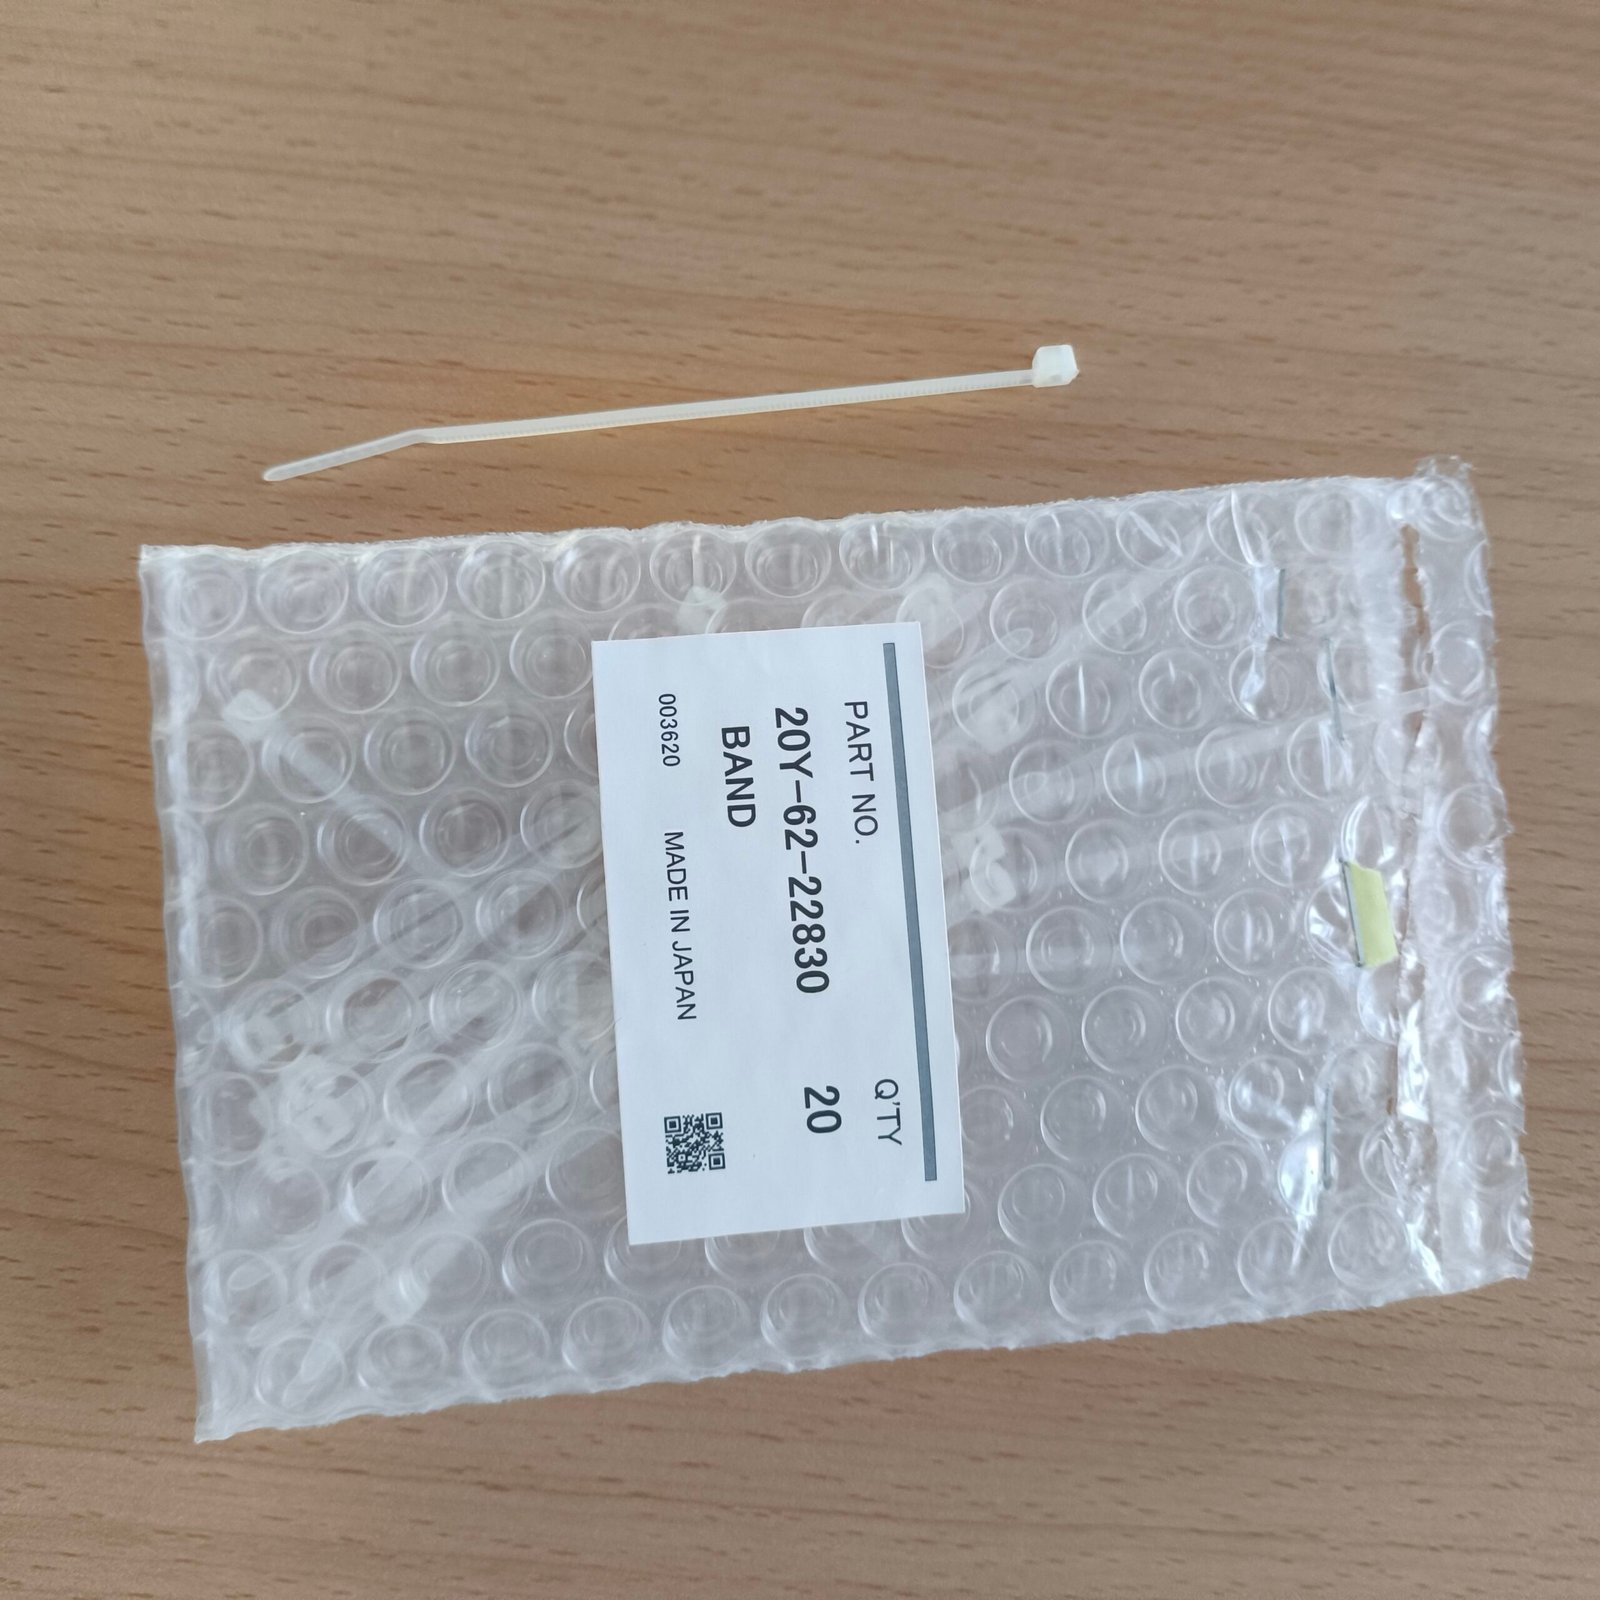 PART NO. Q'TY
20Y-62-22830 20
BAND
003620 MADE IN JAPAN